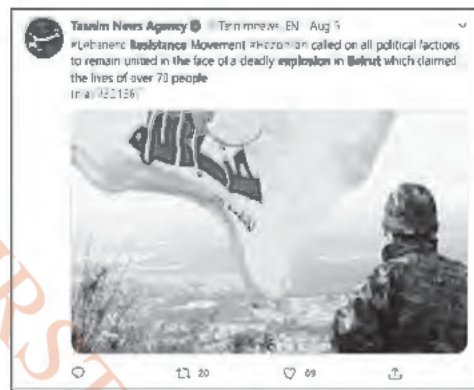 Tasnim News Agency Aug 5
Resistance Movement called on all political factions
to remain united in the face of a deadly explosion in Beirut which claimed
the lives of over 70 people
20 69
RST